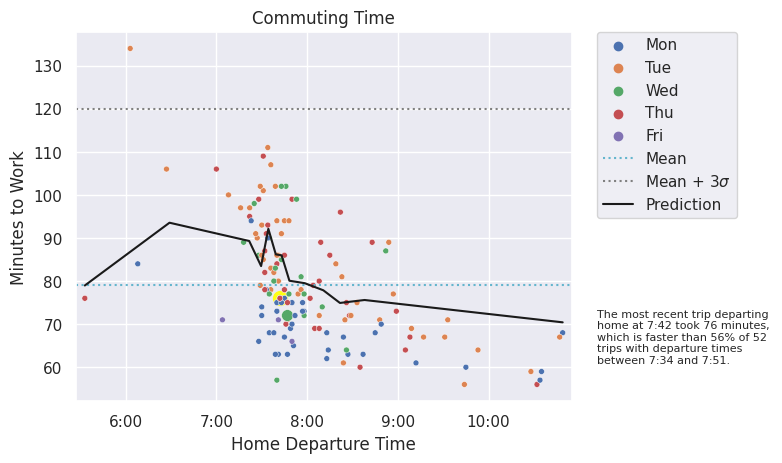 Commuting Time
Minutes to Work
130
120
110
100
90
80
70
60
6:00
7:00
8:00
9:00
10:00
Home Departure Time
Mon
Tue
Wed
Thu
Fri
Mean
Mean + 3σ
Prediction
The most recent trip departing
home at 7:42 took 76 minutes,
which is faster than 56% of 52
trips with departure times
between 7:34 and 7:51.